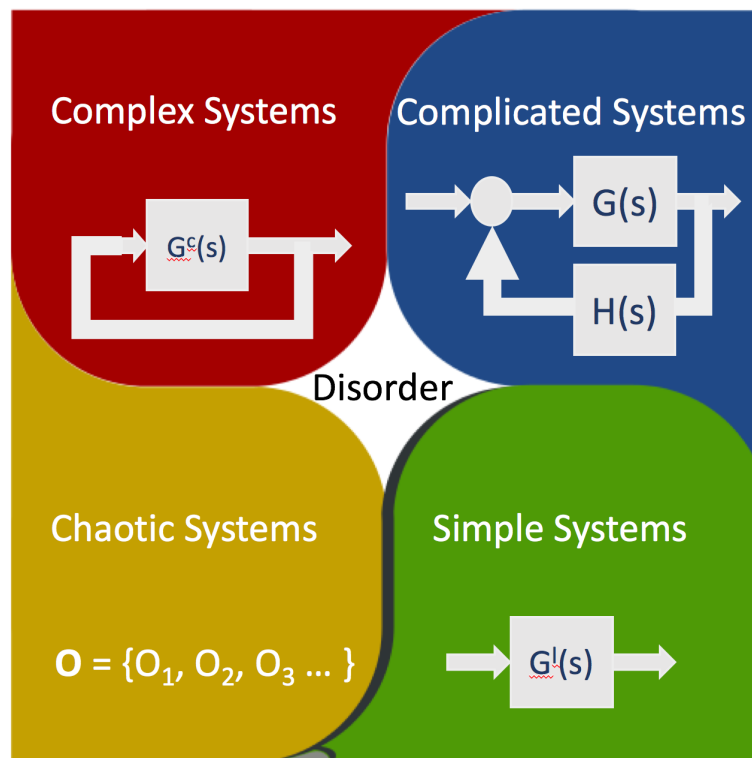 Complex Systems
Complicated Systems
G(s)
Gᶜ(s)
H(s)
Disorder
Chaotic Systems
Simple Systems
O = {O₁, O₂, O₃ ... }
Gˡ(s)